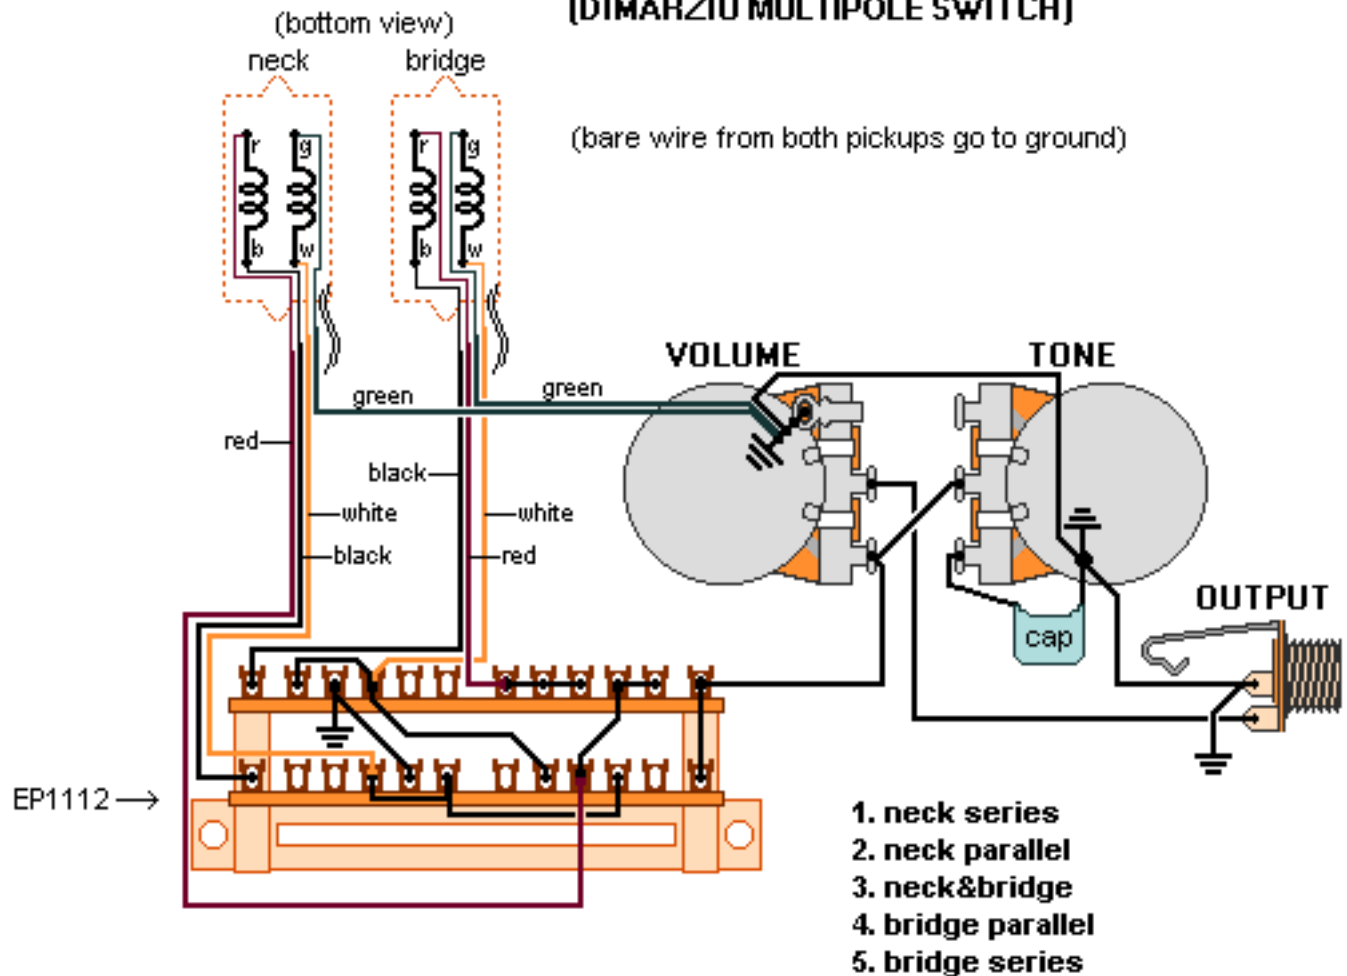 (DIMARZIO MULTIPOLE SWITCH)
(bottom view)
neck bridge
(bare wire from both pickups go to ground)
r g r g
b w b w
VOLUME TONE
green green
red
black
white white
black red
OUTPUT
cap
EP1112
1. neck series
2. neck parallel
3. neck&bridge
4. bridge parallel
5. bridge series